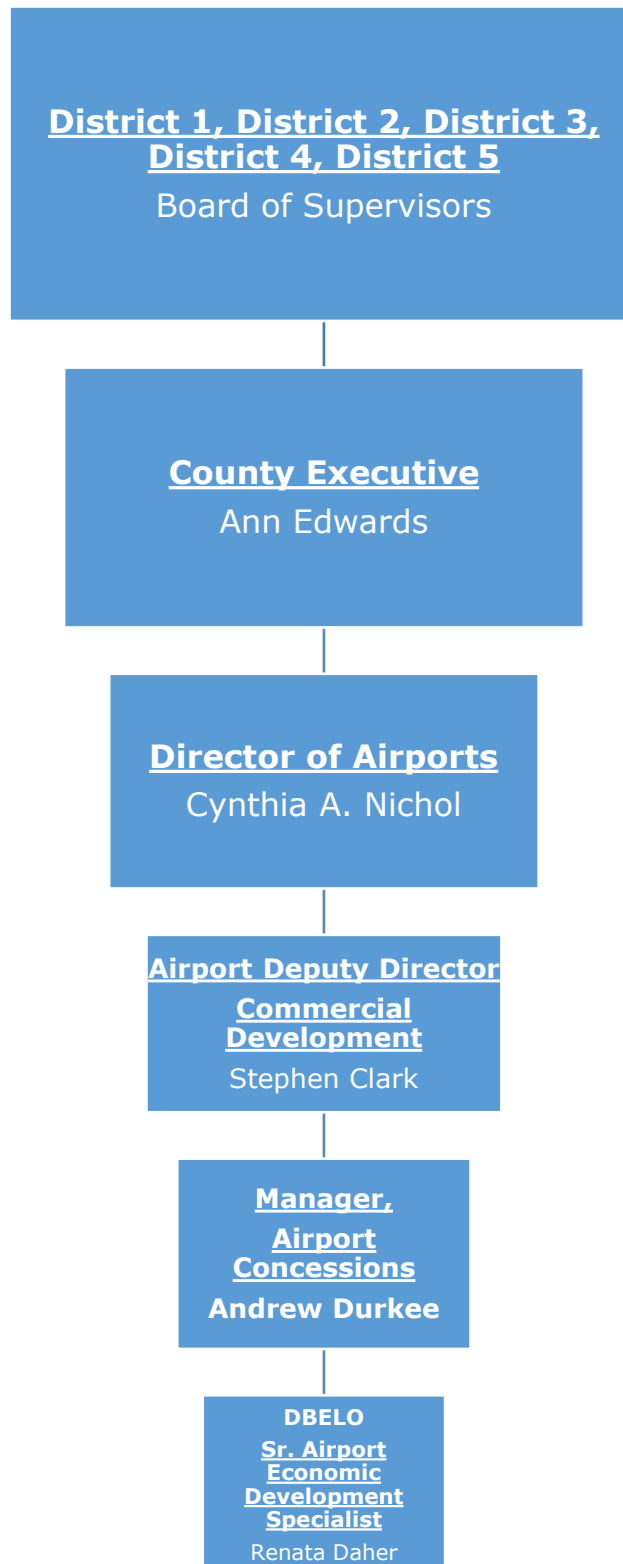 District 1, District 2, District 3,
District 4, District 5
Board of Supervisors
County Executive
Ann Edwards
Director of Airports
Cynthia A. Nichol
Airport Deputy Director
Commercial
Development
Stephen Clark
Manager,
Airport
Concessions
Andrew Durkee
DBELO
Sr. Airport
Economic
Development
Specialist
Renata Daher